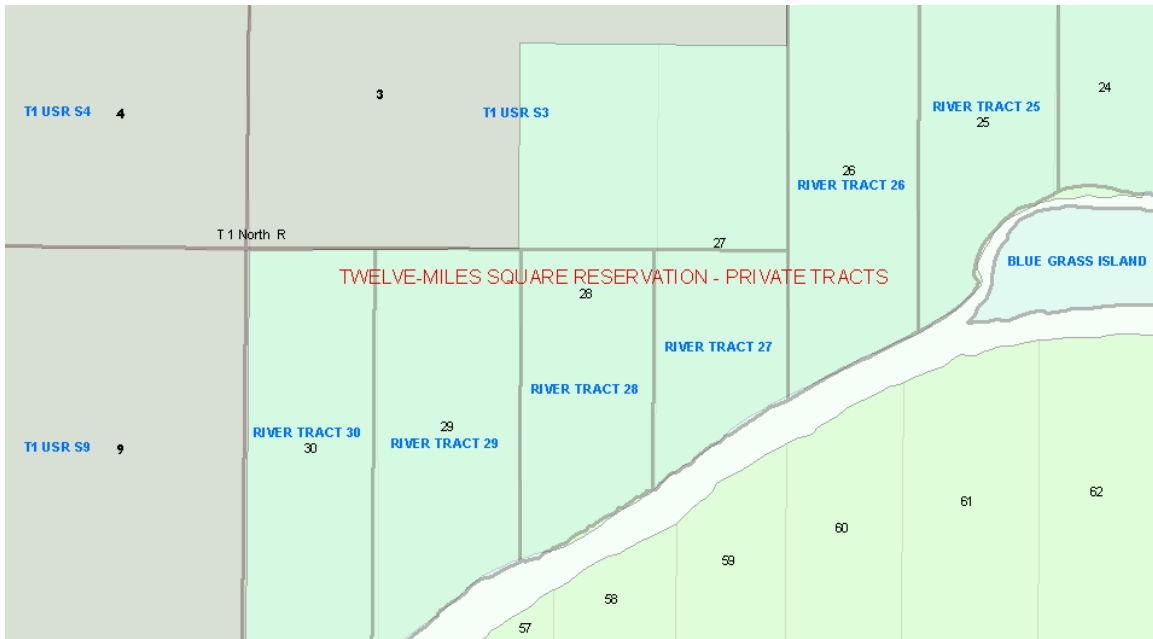 24
3
RIVER TRACT 25
T1 USR S4
4
T1 USR S3
25
26
RIVER TRACT 26
T 1 North R
27
BLUE GRASS ISLAND
TWELVE-MILES SQUARE RESERVATION - PRIVATE TRACTS
28
RIVER TRACT 27
RIVER TRACT 28
29
RIVER TRACT 30
RIVER TRACT 29
T1 USR S9
9
30
62
61
60
59
58
57